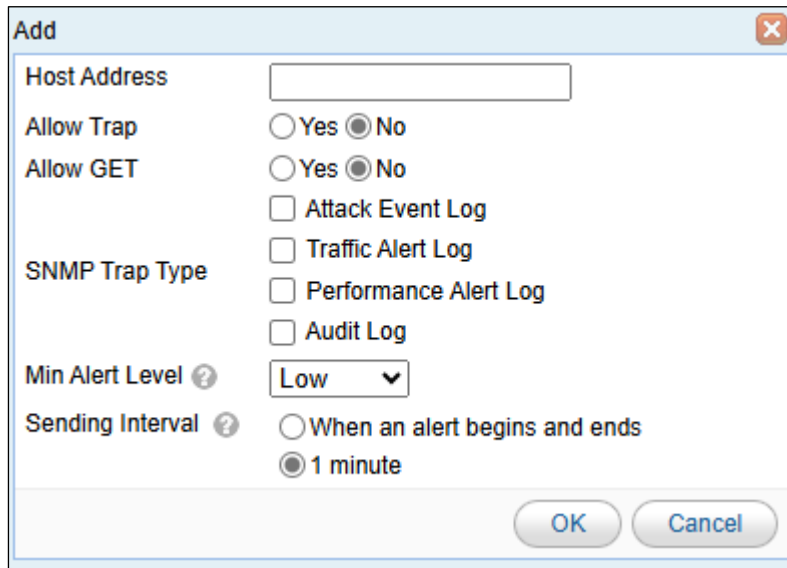 Add
Host Address
Allow Trap Yes No
Allow GET Yes No
SNMP Trap Type
Attack Event Log
Traffic Alert Log
Performance Alert Log
Audit Log
Min Alert Level Low
Sending Interval When an alert begins and ends
1 minute
OK Cancel